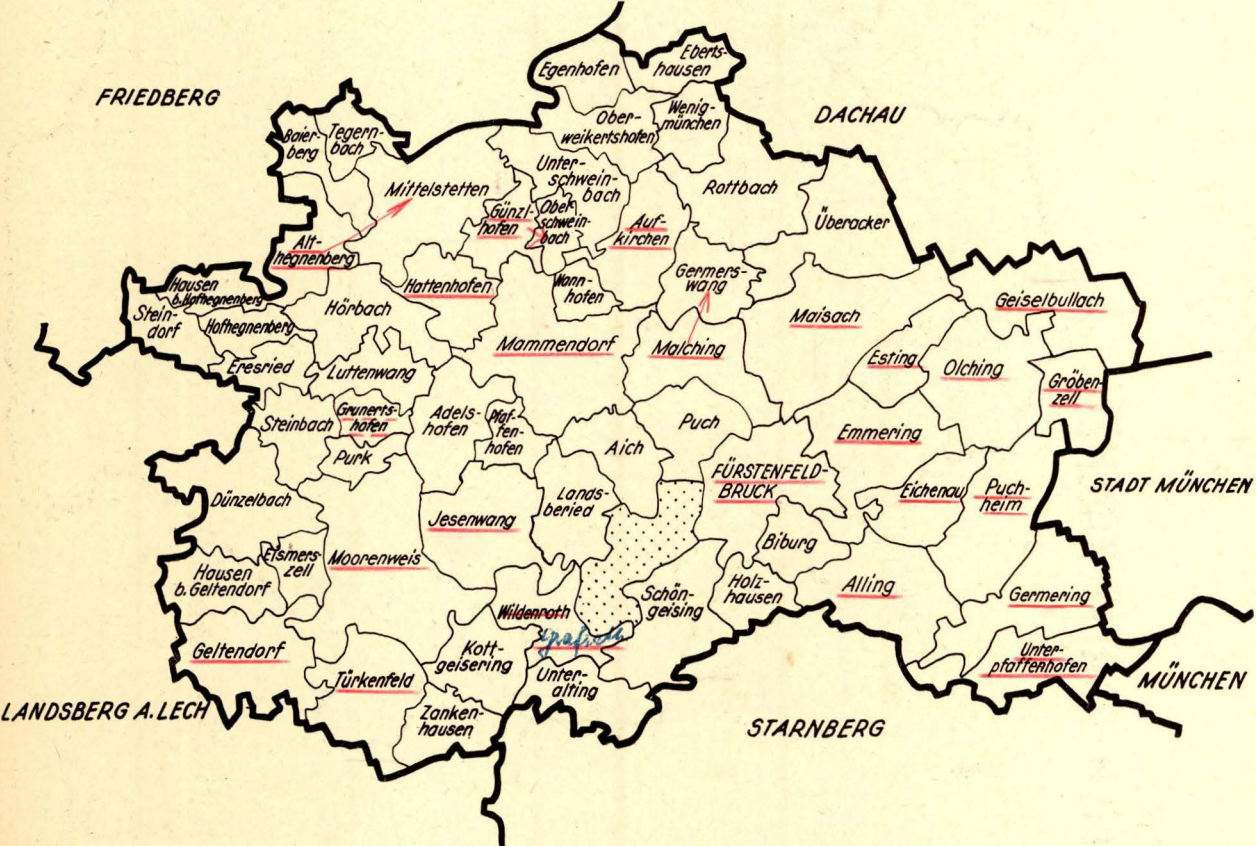 Egenhofen
Eberts-
hausen
FRIEDBERG
DACHAU
Ober-
weikertshofen
Wenig-
münchen
Baier-
berg
Tegern-
bach
Mittelstetten
Unter-
schwein-
bach
Rottbach
Überacker
Günzl-
hofen
Ober-
schwein-
bach
Auf-
kirchen
Alt-
hegnenberg
Hausen
b.Hofhegnenberg
Hattenhofen
Nann-
hofen
Germers-
wang
Geiselbullach
Stein-
dorf
Hofhegnenberg
Hörbach
Maisach
Mammendorf
Malching
Esting
Olching
Eresried
Luttenwang
Gröben-
zell
Steinbach
Grunerts-
hofen
Adels-
hofen
Pfaf-
fen-
hofen
Puch
Emmering
Purk
Aich
FÜRSTENFELD-
BRUCK
Eichenau
Puch-
heim
STADT MÜNCHEN
Dünzelbach
Jesenwang
Lands-
beried
Biburg
Eismers-
zell
Moorenweis
Hausen
b.Geltendorf
Wildenroth
Schön-
geising
Holz-
hausen
Alling
Germering
Grafrath
Geltendorf
Kott-
geisering
Unter-
pfaffenhofen
Türkenfeld
Unter-
alting
MÜNCHEN
LANDSBERG A.LECH
Zanken-
hausen
STARNBERG